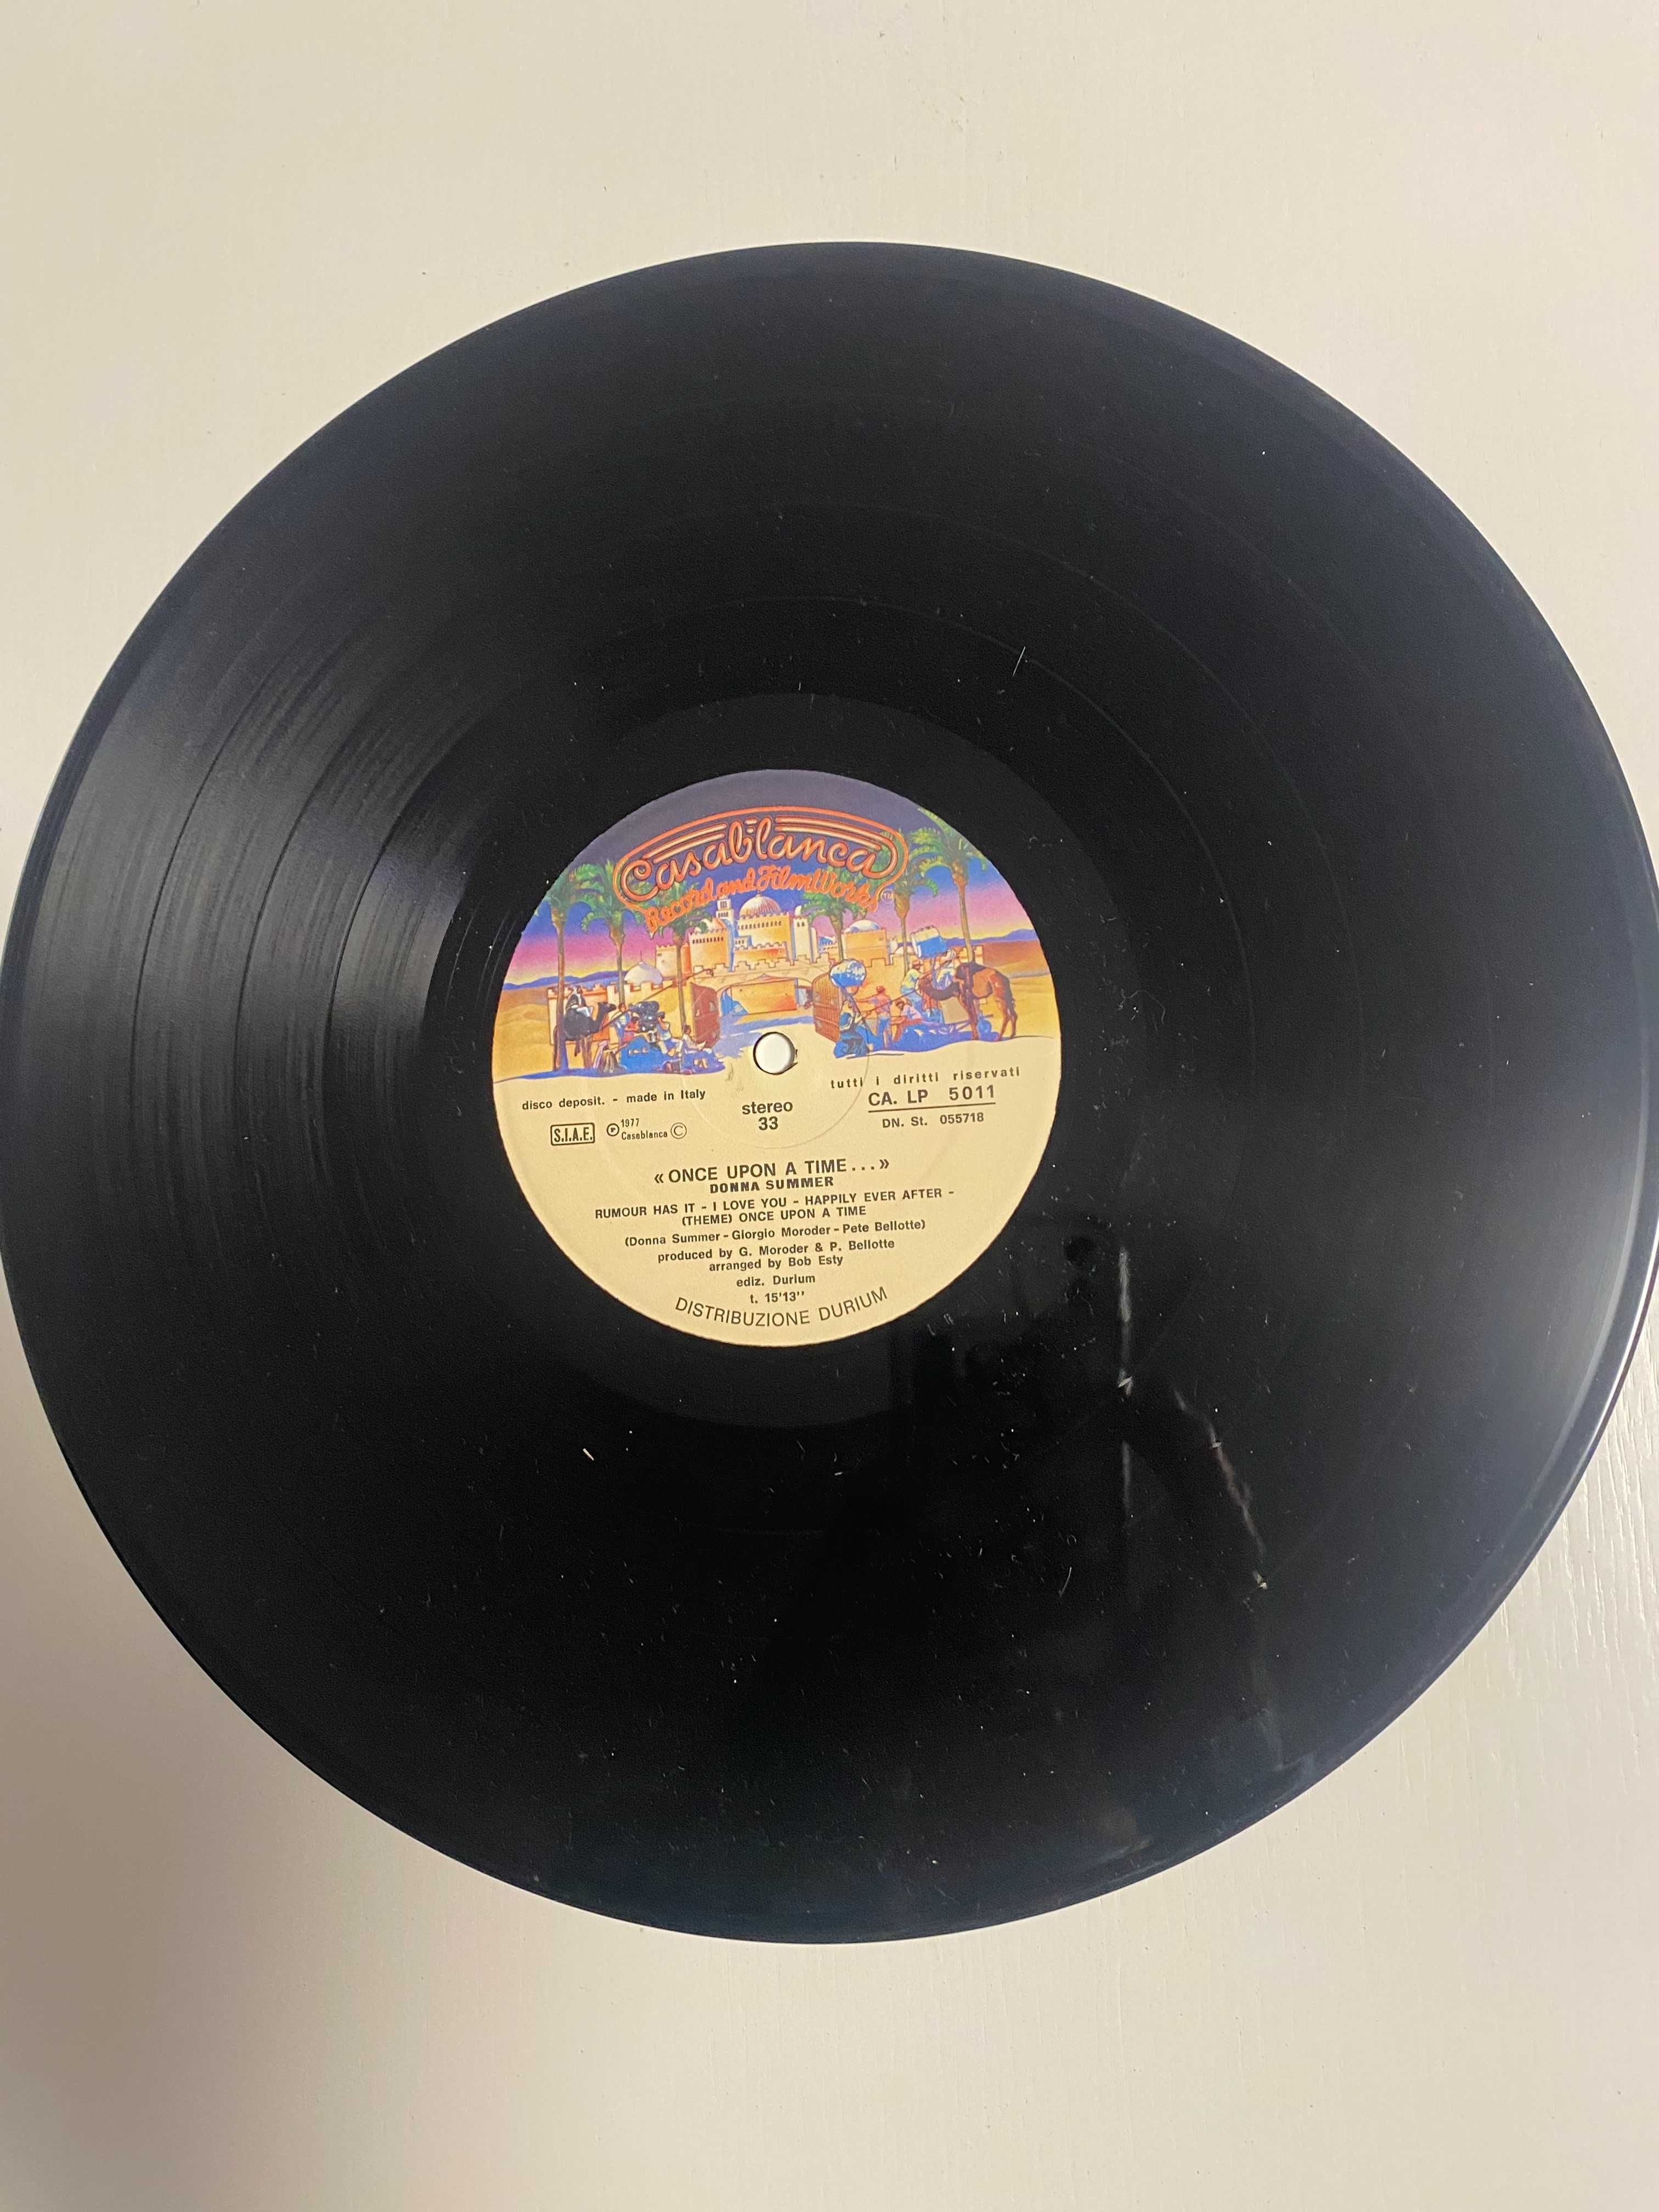 Casablanca
Record and FilmWorks TM
tutti i diritti riservati
disco deposit. - made in Italy
CA. LP 5011
stereo
33
DN. St. 055718
S.I.A.E.
℗ 1977
Casablanca ©
« ONCE UPON A TIME... »
DONNA SUMMER
RUMOUR HAS IT - I LOVE YOU - HAPPILY EVER AFTER -
(THEME) ONCE UPON A TIME
(Donna Summer - Giorgio Moroder - Pete Bellotte)
produced by G. Moroder & P. Bellotte
arranged by Bob Esty
ediz. Durium
t. 15'13''
DISTRIBUZIONE DURIUM